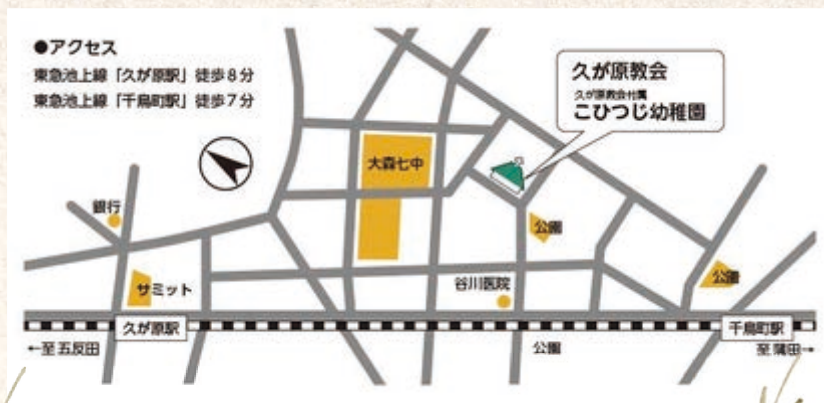 ●アクセス
東急池上線「久が原駅」徒歩8分
東急池上線「千鳥町駅」徒歩7分
久が原教会
久が原教会付属
こひつじ幼稚園
大森七中
銀行
公園
公園
サミット
谷川医院
久が原駅
千鳥町駅
←至五反田
公園
至蒲田→